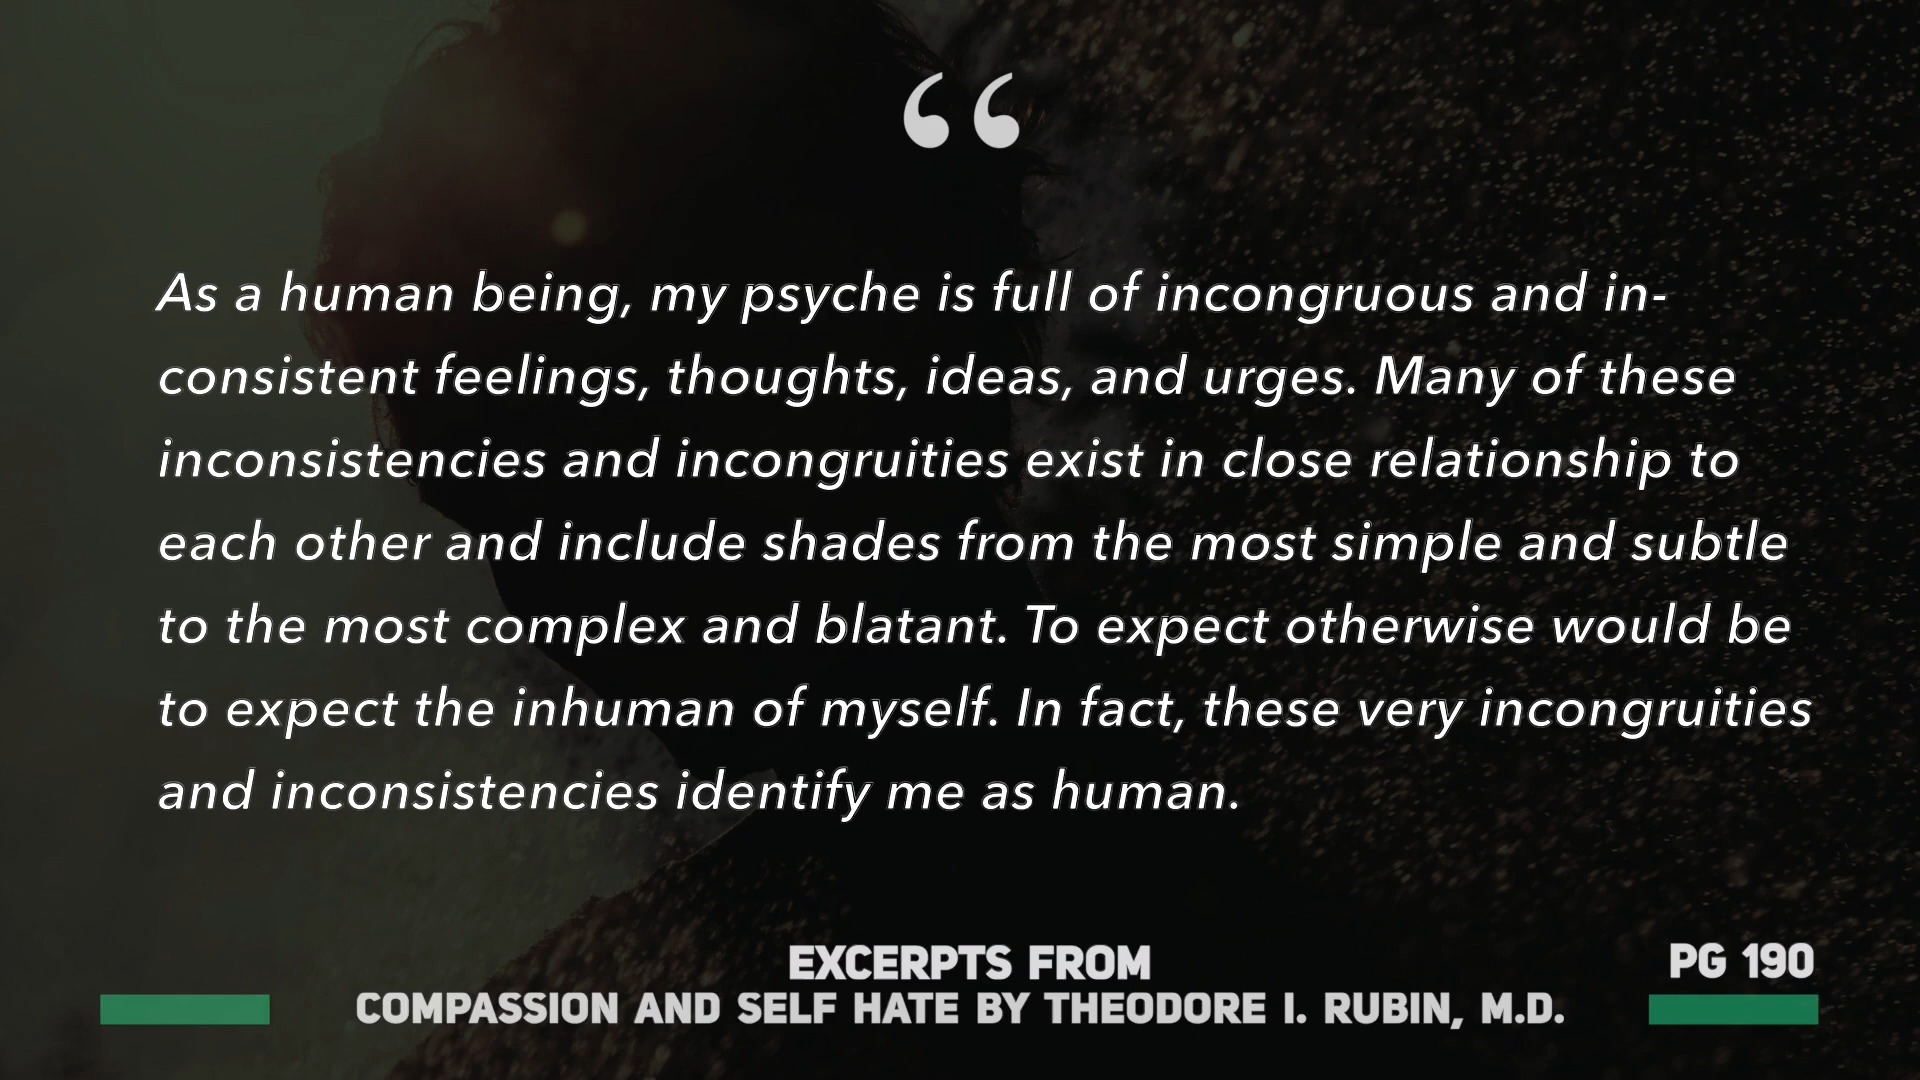 “
As a human being, my psyche is full of incongruous and in-
consistent feelings, thoughts, ideas, and urges. Many of these
inconsistencies and incongruities exist in close relationship to
each other and include shades from the most simple and subtle
to the most complex and blatant. To expect otherwise would be
to expect the inhuman of myself. In fact, these very incongruities
and inconsistencies identify me as human.
EXCERPTS FROM
COMPASSION AND SELF HATE BY THEODORE I. RUBIN, M.D.
PG 190